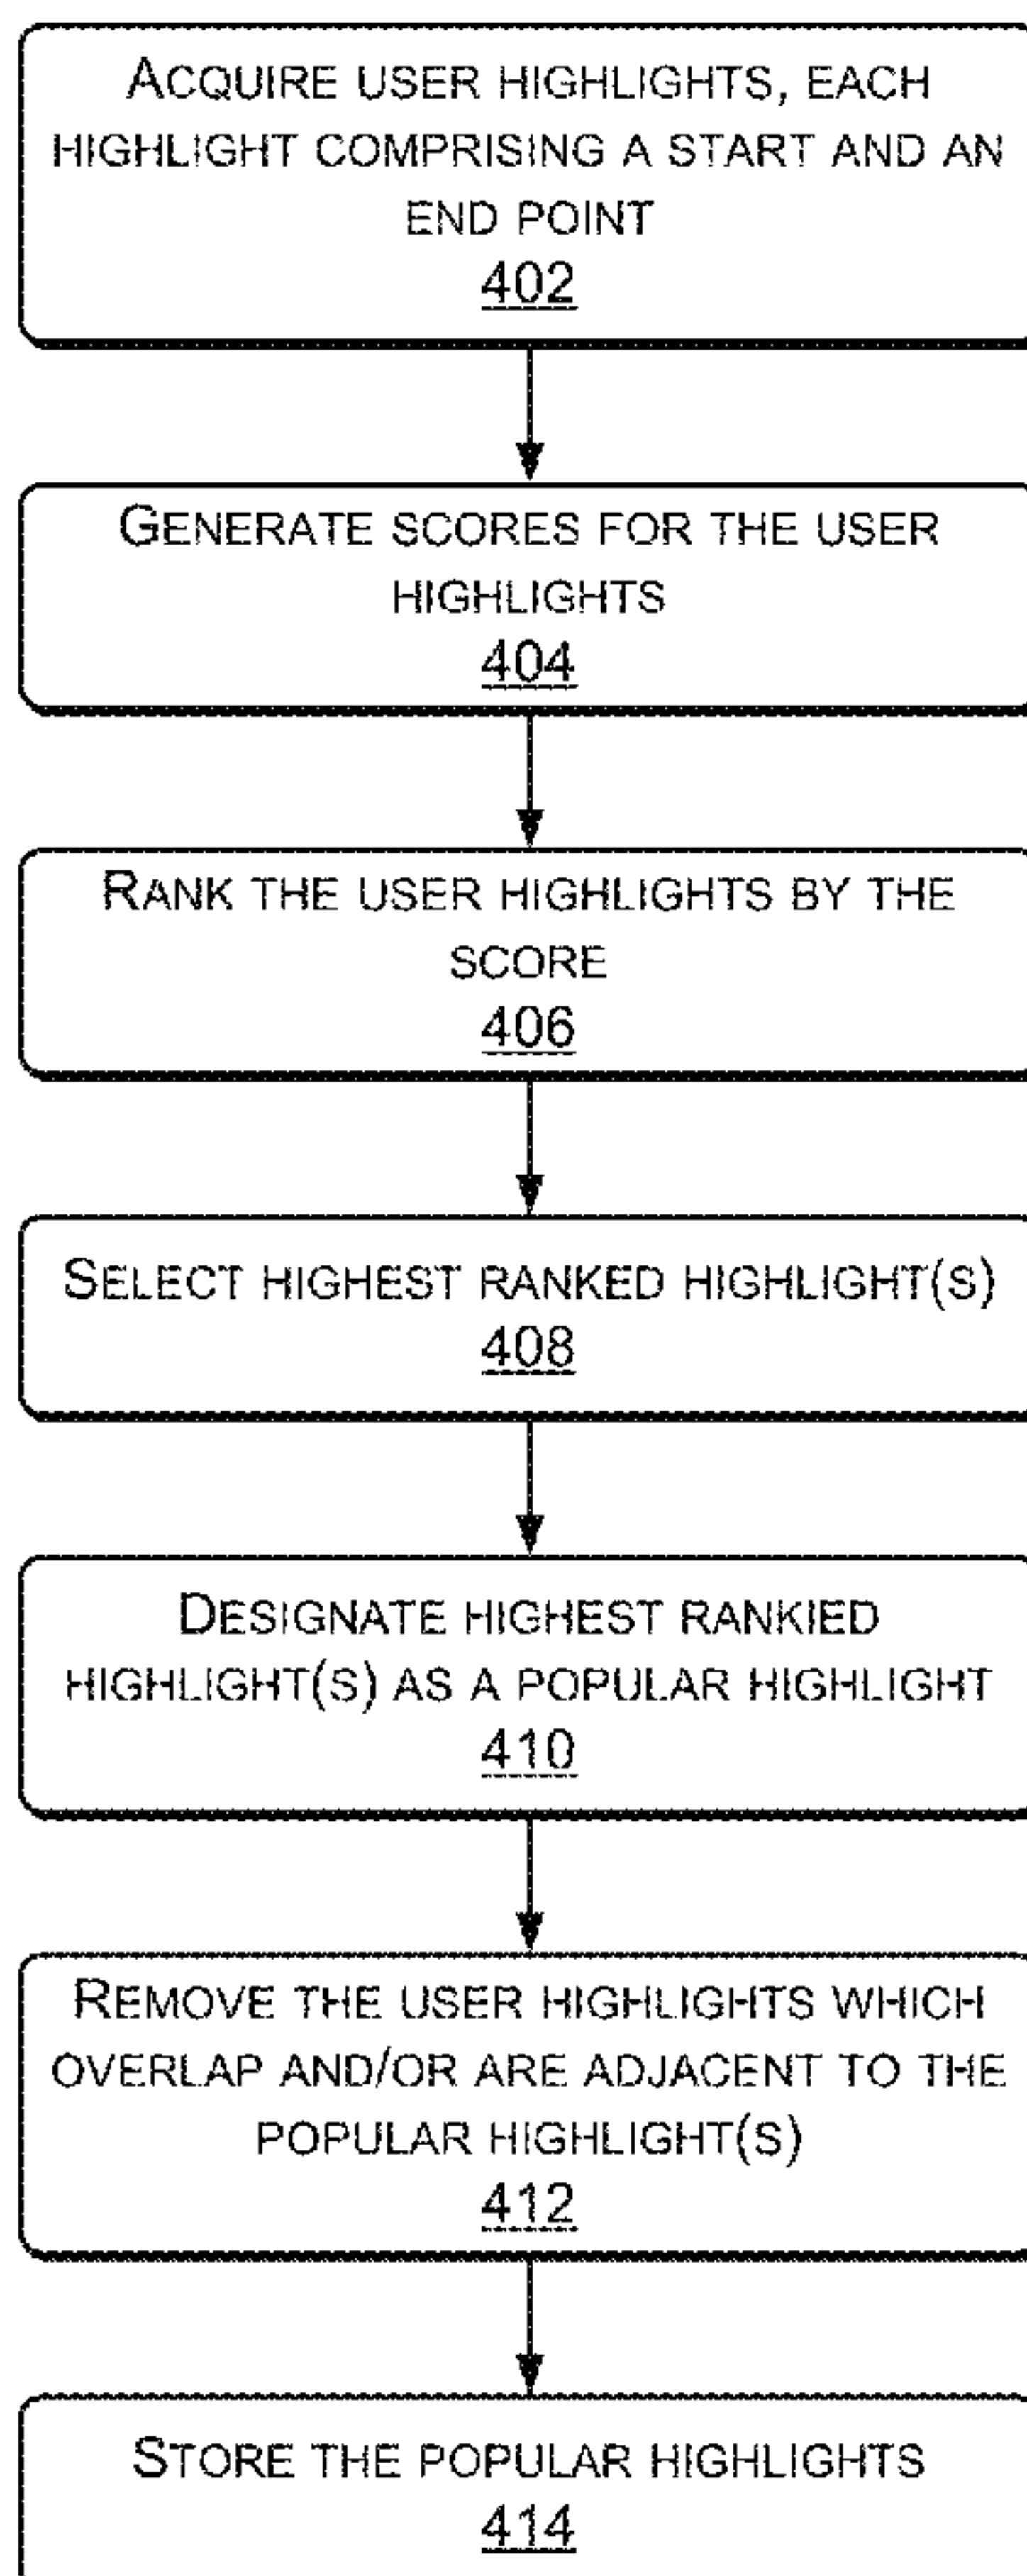 ACQUIRE USER HIGHLIGHTS, EACH
HIGHLIGHT COMPRISING A START AND AN
END POINT
402
GENERATE SCORES FOR THE USER
HIGHLIGHTS
404
RANK THE USER HIGHLIGHTS BY THE
SCORE
406
SELECT HIGHEST RANKED HIGHLIGHT(S)
408
DESIGNATE HIGHEST RANKIED
HIGHLIGHT(S) AS A POPULAR HIGHLIGHT
410
REMOVE THE USER HIGHLIGHTS WHICH
OVERLAP AND/OR ARE ADJACENT TO THE
POPULAR HIGHLIGHT(S)
412
STORE THE POPULAR HIGHLIGHTS
414